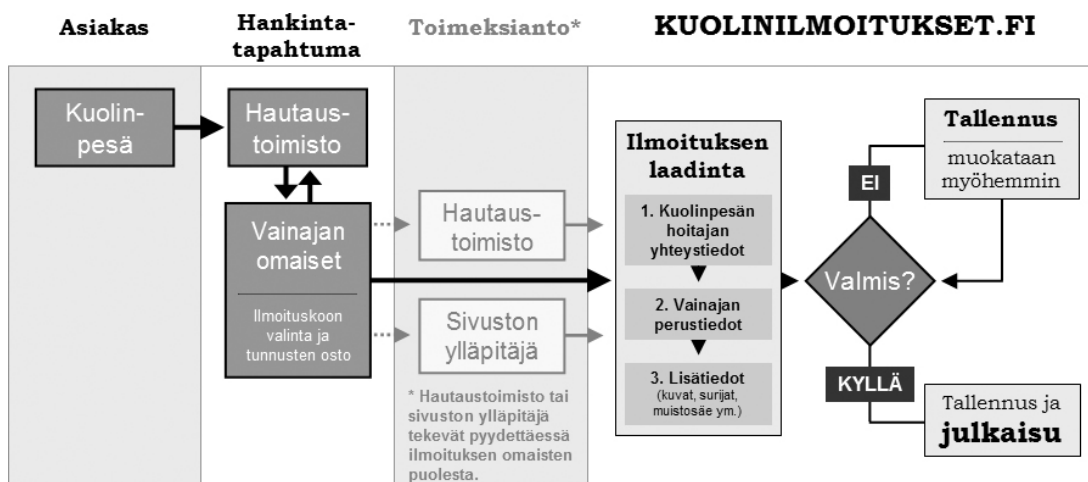 Asiakas
Hankinta-
tapahtuma
Toimeksianto*
KUOLINILMOITUKSET.FI
Kuolin-
pesä
Hautaus-
toimisto
Vainajan
omaiset
Ilmoituskoon
valinta ja
tunnusten osto
Hautaus-
toimisto
Sivuston
ylläpitäjä
* Hautaustoimisto tai
sivuston ylläpitäjä
tekevät pyydettäessä
ilmoituksen omaisten
puolesta.
Ilmoituksen
laadinta
1. Kuolinpesän
hoitajan
yhteystiedot
2. Vainajan
perustiedot
3. Lisätiedot
(kuvat, surijat,
muistosäe ym.)
Valmis?
EI
Tallennus
muokataan
myöhemmin
KYLLÄ
Tallennus ja
julkaisu